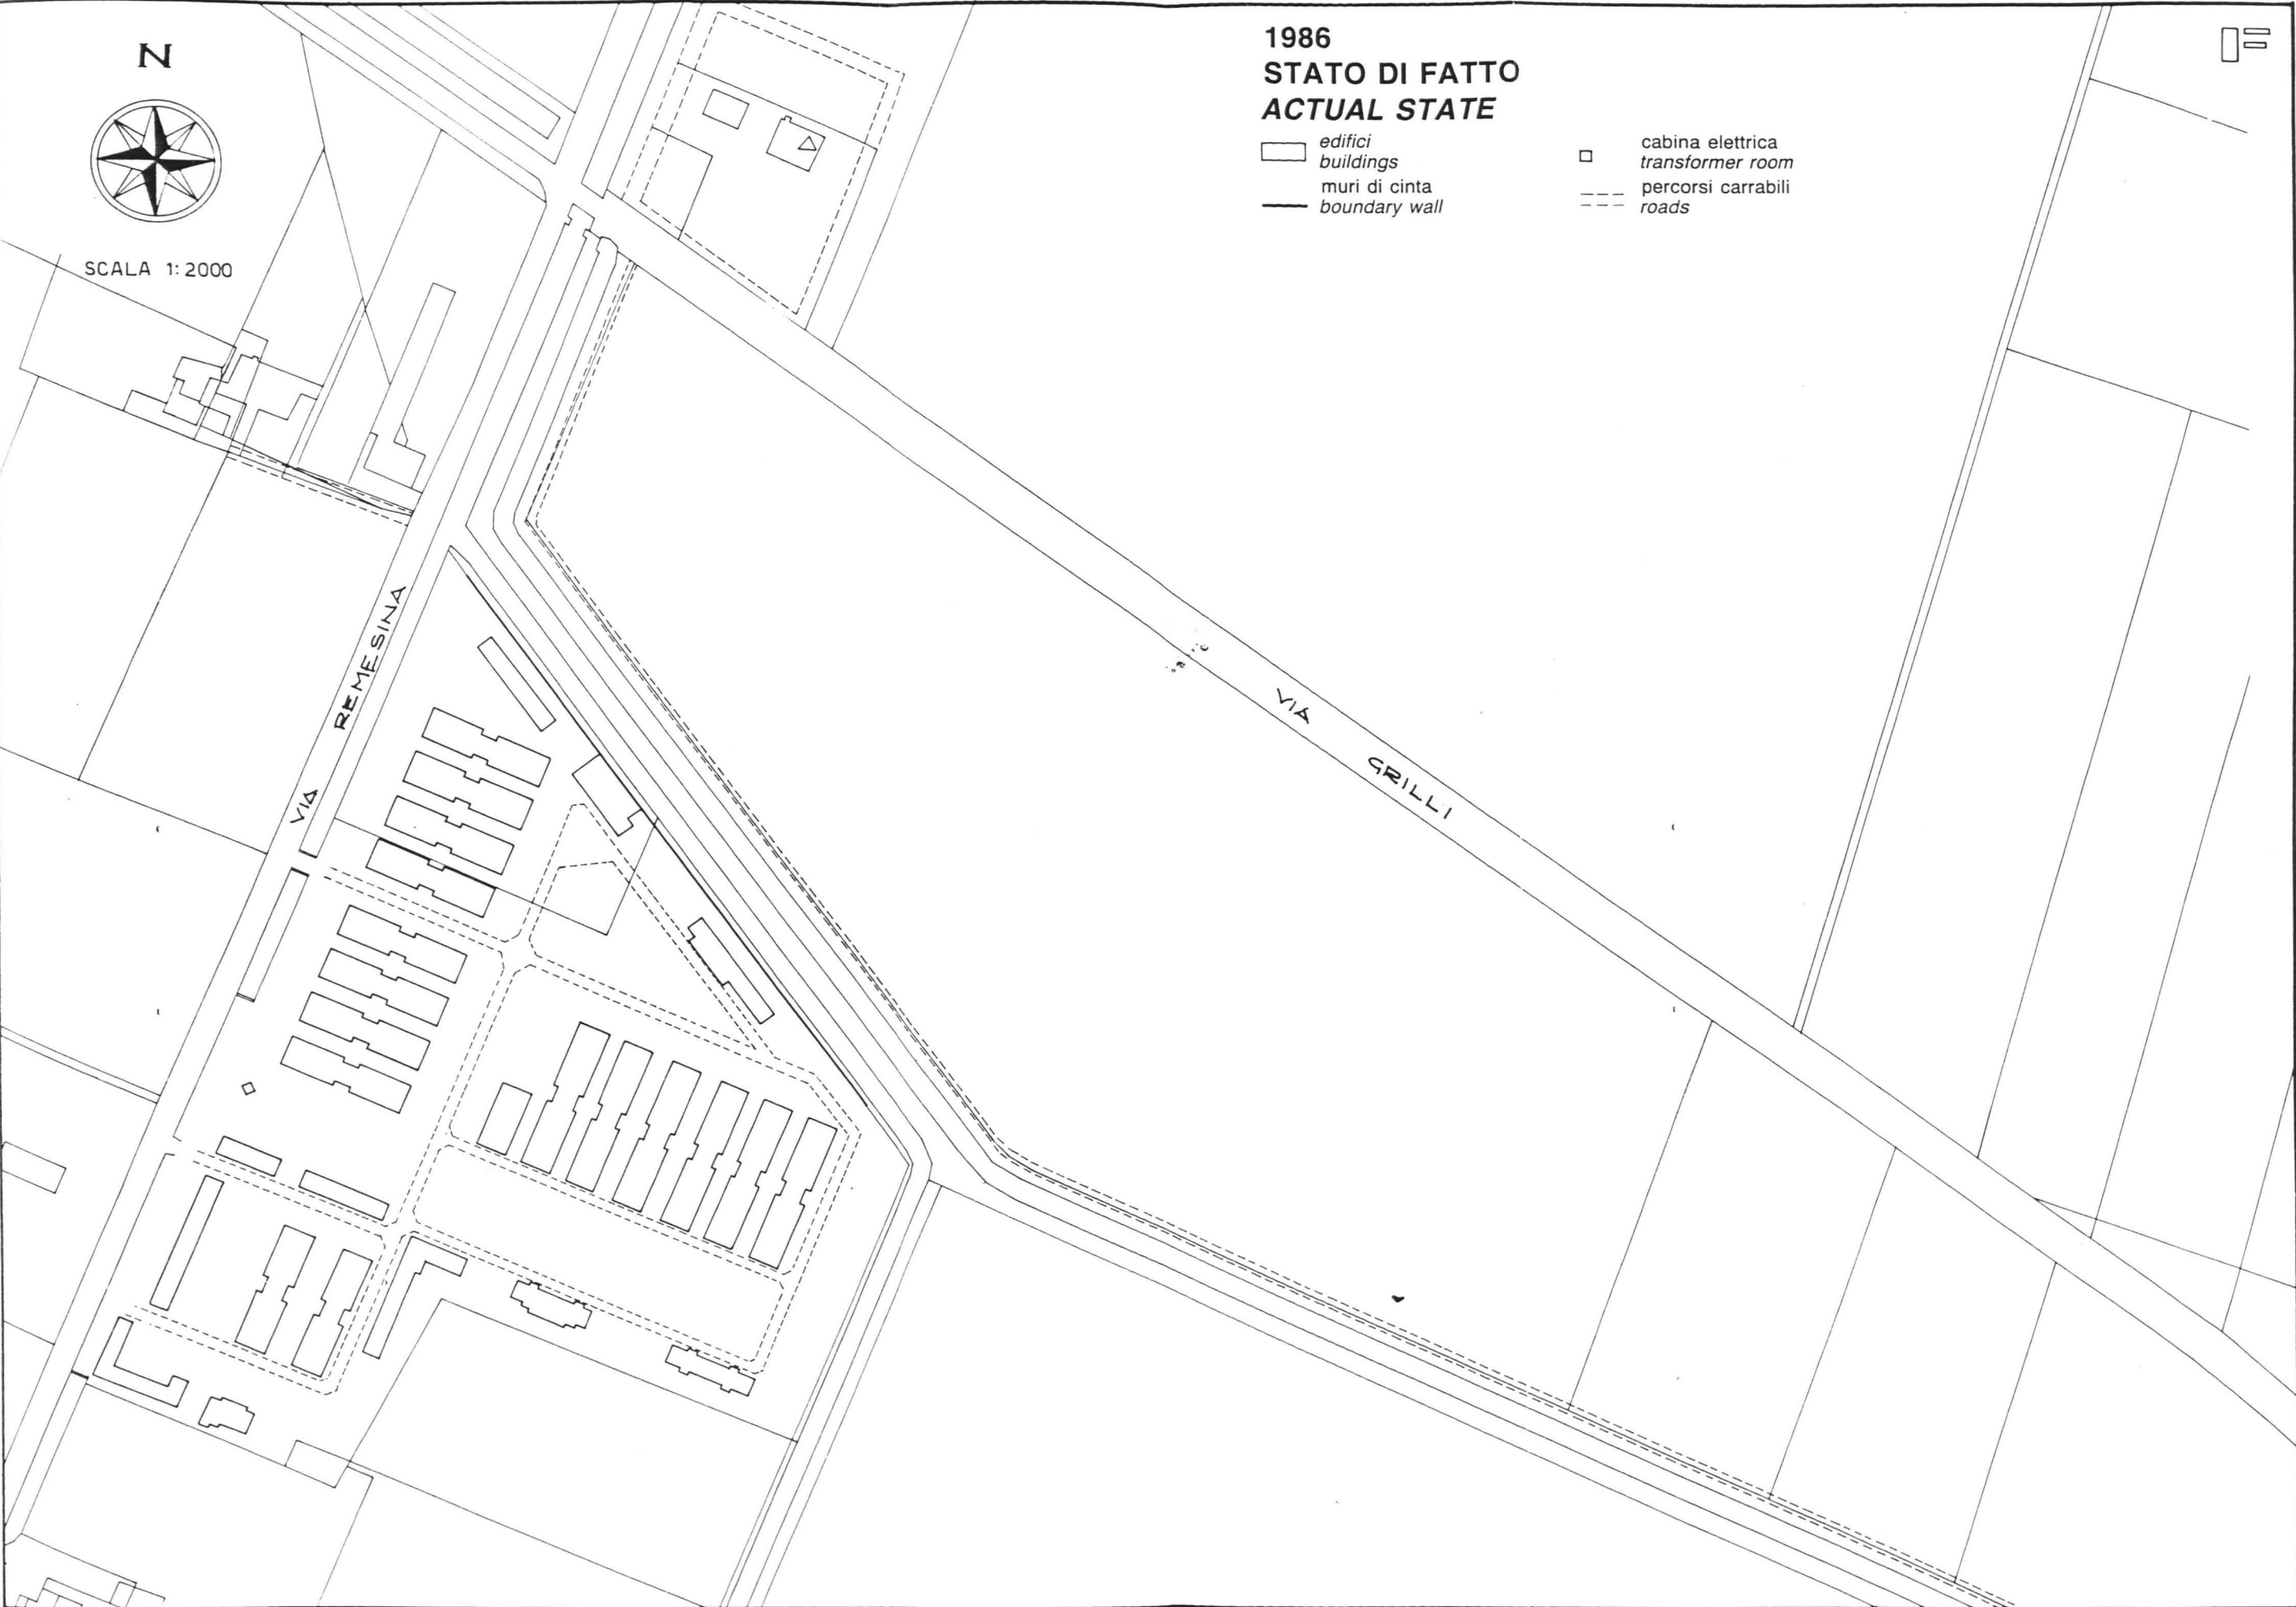 N
SCALA 1:2000
1986
STATO DI FATTO
ACTUAL STATE
edifici
buildings
muri di cinta
boundary wall
cabina elettrica
transformer room
percorsi carrabili
roads
VIA REMESINA
VIA GRILLI